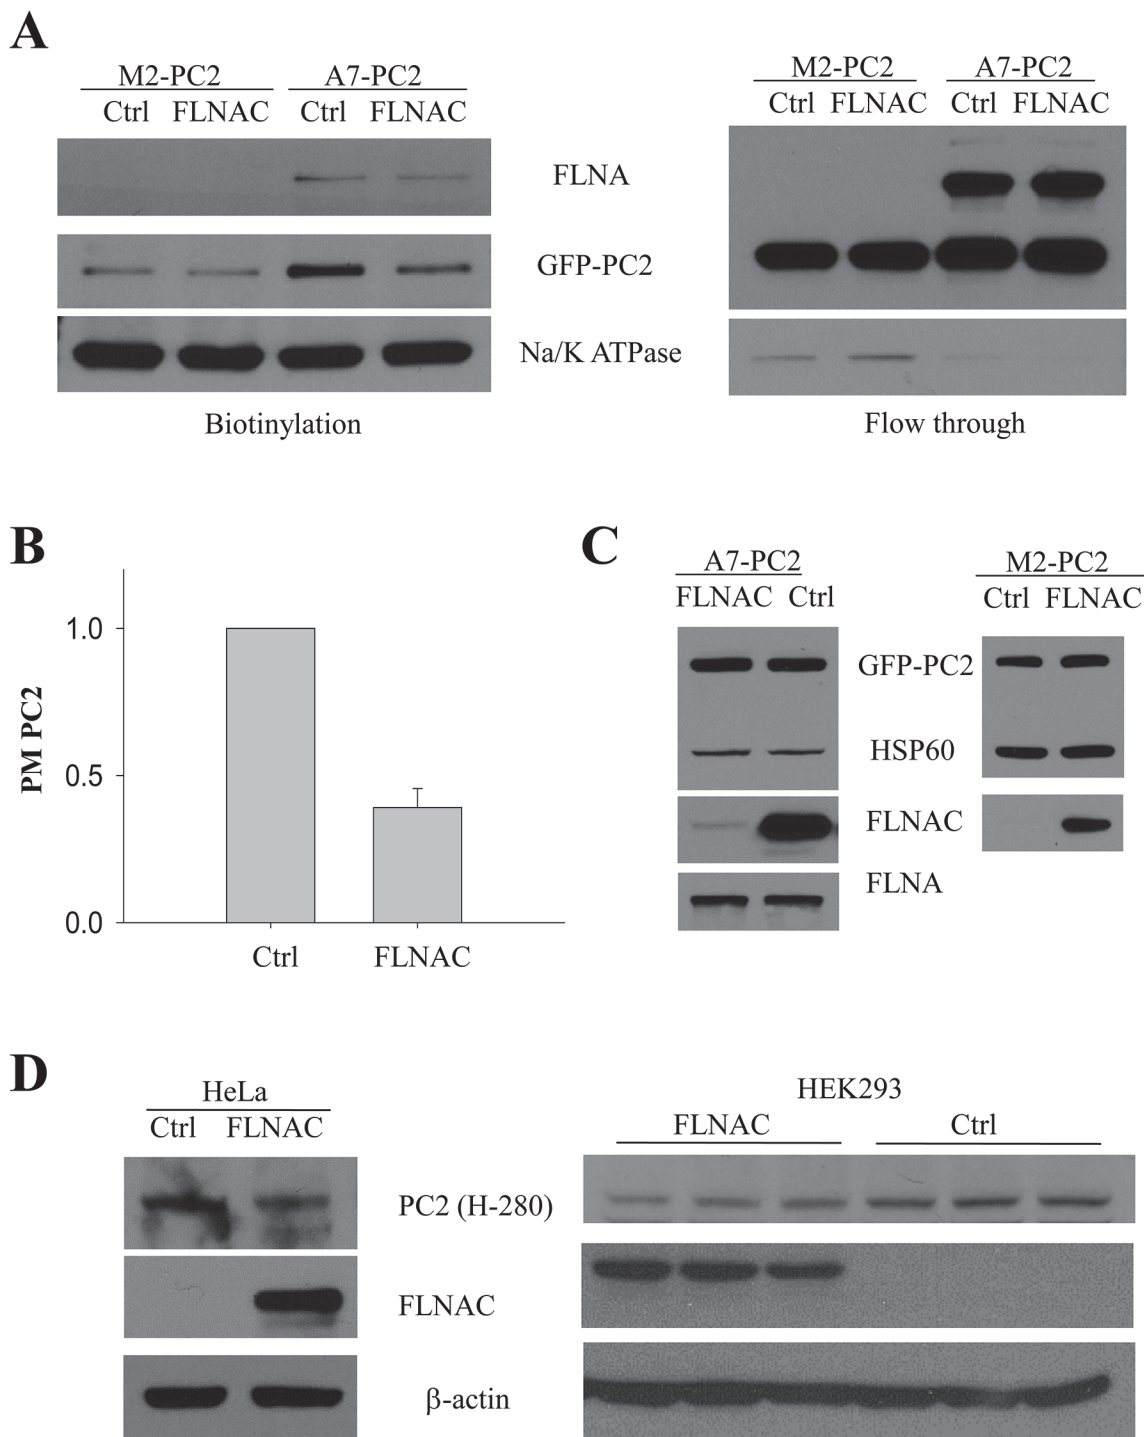 A
M2-PC2 A7-PC2
Ctrl FLNAC Ctrl FLNAC
M2-PC2 A7-PC2
Ctrl FLNAC Ctrl FLNAC
FLNA
GFP-PC2
Na/K ATPase
Biotinylation
Flow through
B
PM PC2
1.0
0.5
0.0
Ctrl FLNAC
C
A7-PC2
FLNAC Ctrl
M2-PC2
Ctrl FLNAC
GFP-PC2
HSP60
FLNAC
FLNA
D
HeLa
Ctrl FLNAC
HEK293
FLNAC Ctrl
PC2 (H-280)
FLNAC
β-actin